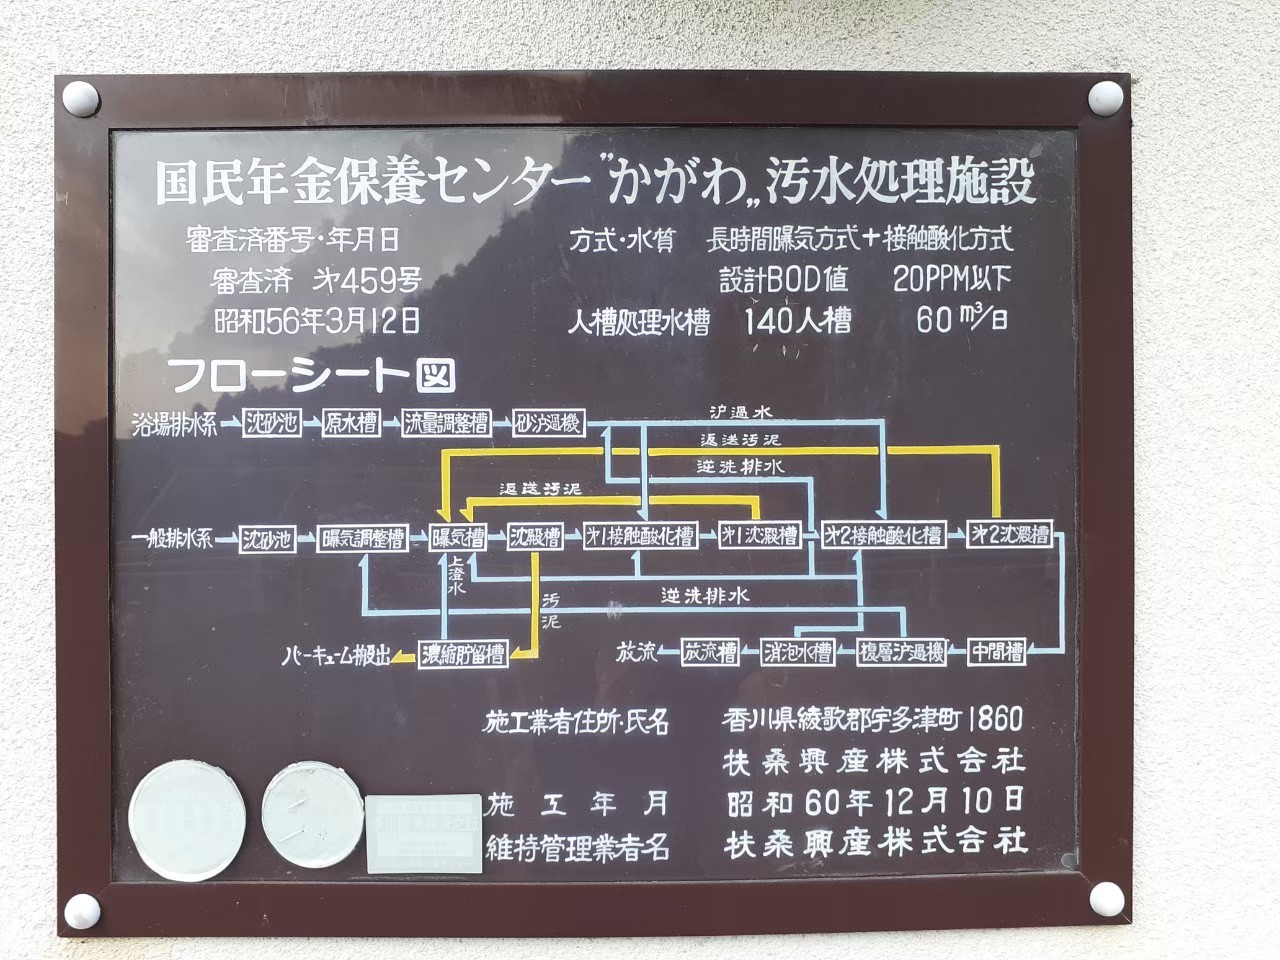 国民年金保養センター"かがわ„汚水処理施設
審査済番号・年月日
審査済 㐧459号
昭和56年3月12日
方式・水質 長時間曝気方式+接触酸化方式
設計BOD値 20PPM以下
人槽処理水槽 140人槽 60㎥/日
フローシート図
浴場排水系 沈砂池 原水槽 流量調整槽 砂沪過機 沪過水
返送汚泥
逆洗排水
返送汚泥
一般排水系 沈砂池 曝気調整槽 曝気槽 沈殿槽 㐧1接触酸化槽 㐧1沈澱槽 㐧2接触酸化槽 㐧2沈澱槽
上澄水
汚泥
逆洗排水
バーキューム搬出 濃縮貯留槽 放流 放流槽 消泡水槽 複層沪過機 中間槽
施工業者住所・氏名 香川県綾歌郡宇多津町1860
扶桑興産株式会社
施工年月 昭和60年12月10日
維持管理業者名 扶桑興産株式会社